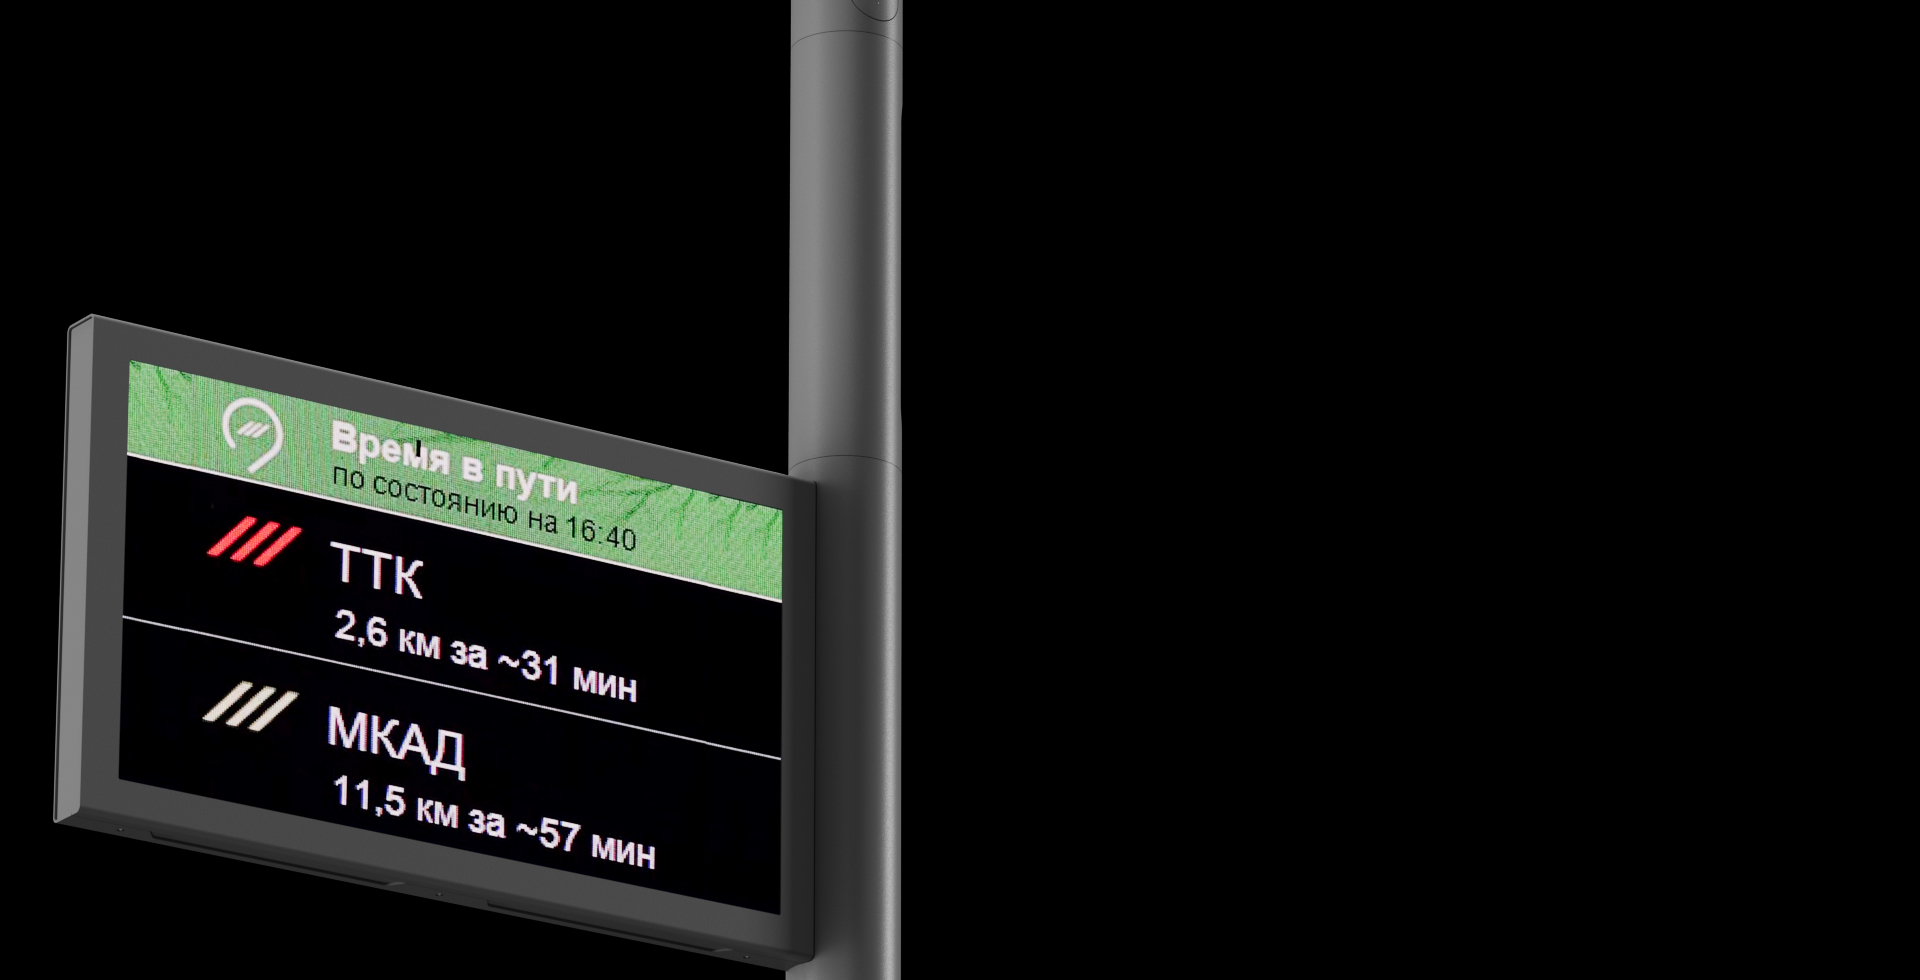 Время в пути
по состоянию на 16:40
ТТК
2,6 км за ~31 мин
МКАД
11,5 км за ~57 мин